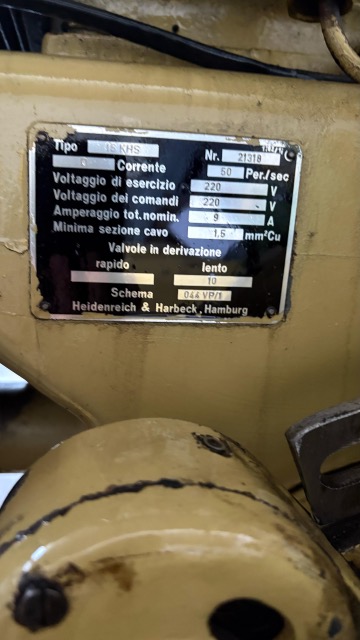 Tipo 16 KHS Nr. 21318
Corrente 50 Per./sec
Voltaggio di esercizio 220 V
Voltaggio dei comandi 220 V
Amperaggio tot. nomin. 9 A
Minima sezione cavo 1,5 mm²Cu
Valvole in derivazione
rapido lento
10
Schema 044 VP/1
Heidenreich & Harbeck, Hamburg